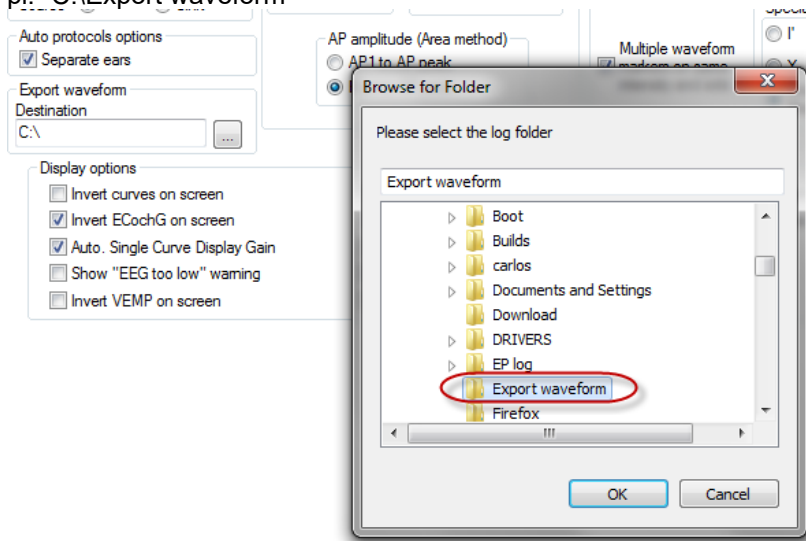 pl. "C:\Export waveform"
Auto protocols options
Separate ears
Export waveform
Destination
C:\
...
AP amplitude (Area method)
AP1 to AP peak
Multiple waveform
I'
Display options
Invert curves on screen
Invert ECochG on screen
Auto. Single Curve Display Gain
Show "EEG too low" warning
Invert VEMP on screen
Browse for Folder
Please select the log folder
Export waveform
Boot
Builds
carlos
Documents and Settings
Download
DRIVERS
EP log
Export waveform
Firefox
OK
Cancel